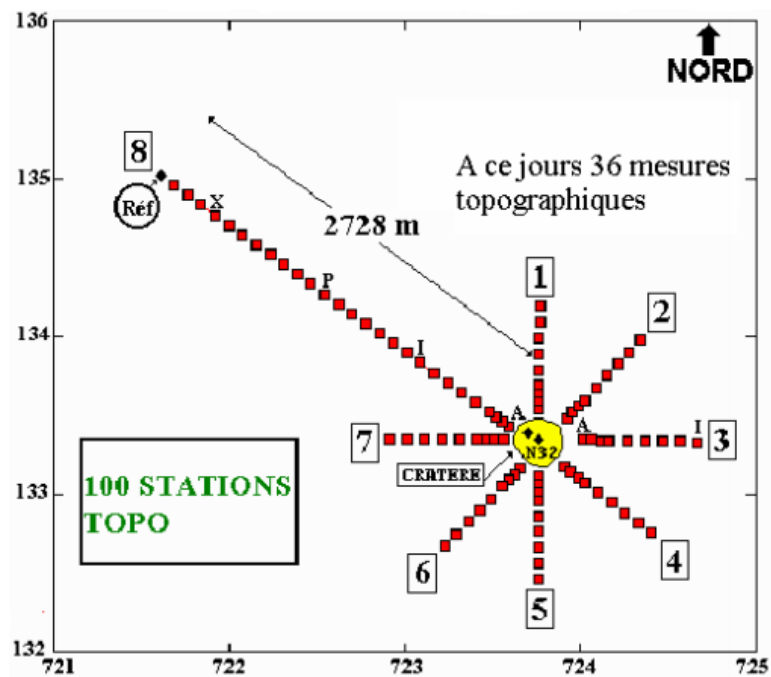 136
NORD
8
A ce jours 36 mesures
topographiques
135
Réf
X
2728 m
P
1
2
134
I
A
A
I
7
3
N32
CRATERE
100 STATIONS
TOPO
133
6
4
5
132
721
722
723
724
725